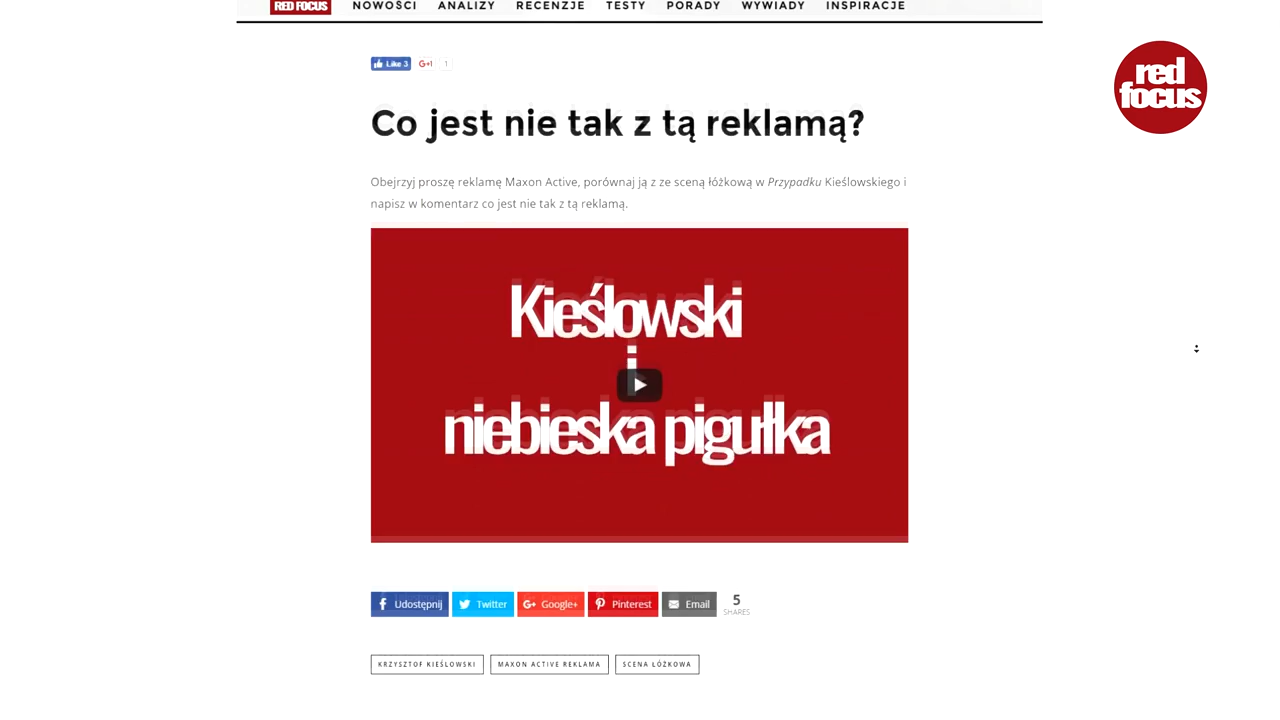 RED FOCUS NOWOŚCI ANALIZY RECENZJE TESTY PORADY WYWIADY INSPIRACJE
red
focus
Like 3 G+1 1
Co jest nie tak z tą reklamą?
Obejrzyj proszę reklamę Maxon Active, porównaj ją z ze sceną łóżkową w Przypadku Kieślowskiego i
napisz w komentarz co jest nie tak z tą reklamą.
Kieślowski
i
niebieska pigułka
Udostępnij Twitter Google+ Pinterest Email 5
SHARES
KRZYSZTOF KIEŚLOWSKI MAXON ACTIVE REKLAMA SCENA ŁÓŻKOWA